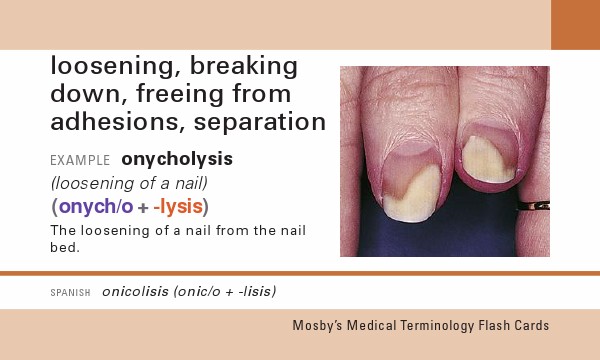 loosening, breaking
down, freeing from
adhesions, separation
EXAMPLE onycholysis
(loosening of a nail)
(onych/o + -lysis)
The loosening of a nail from the nail
bed.
SPANISH onicolisis (onic/o + -lisis)
Mosby's Medical Terminology Flash Cards